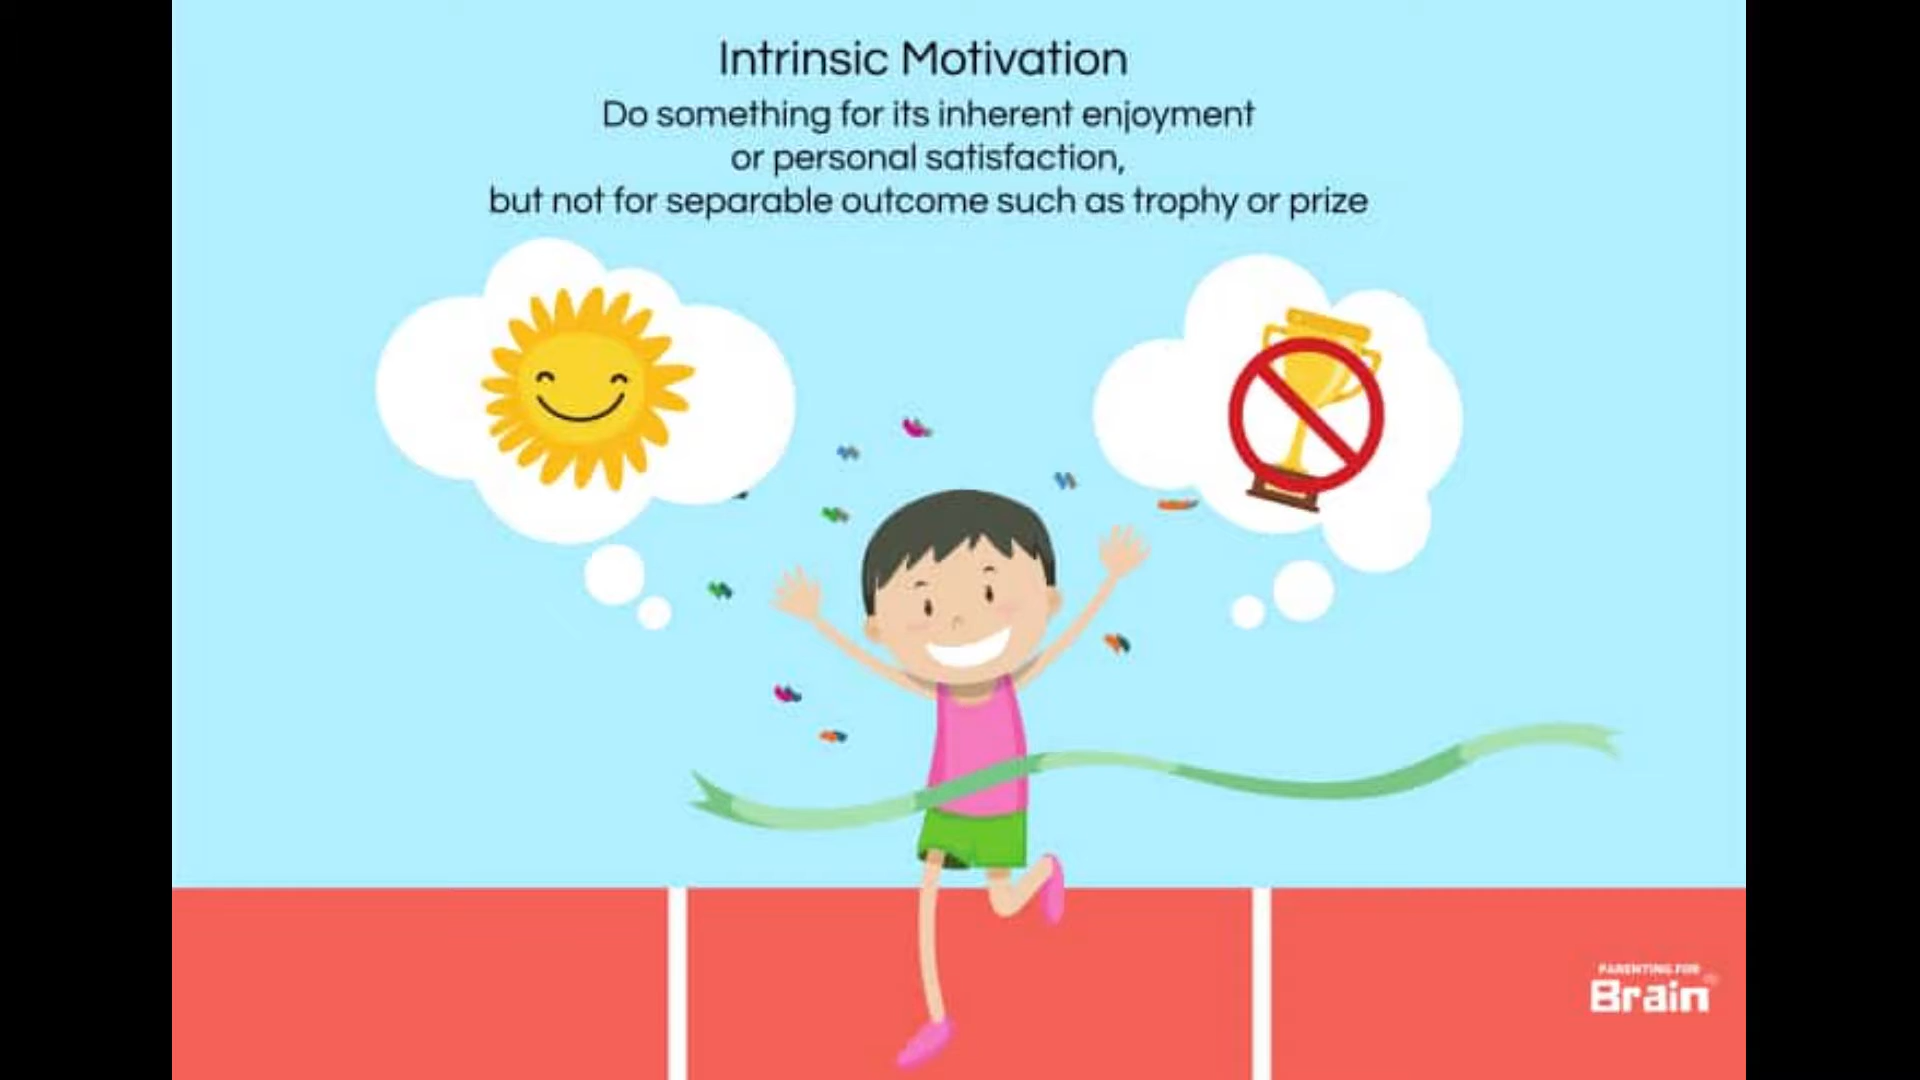 Intrinsic Motivation
Do something for its inherent enjoyment
or personal satisfaction,
but not for separable outcome such as trophy or prize
PARENTING FOR
Brain